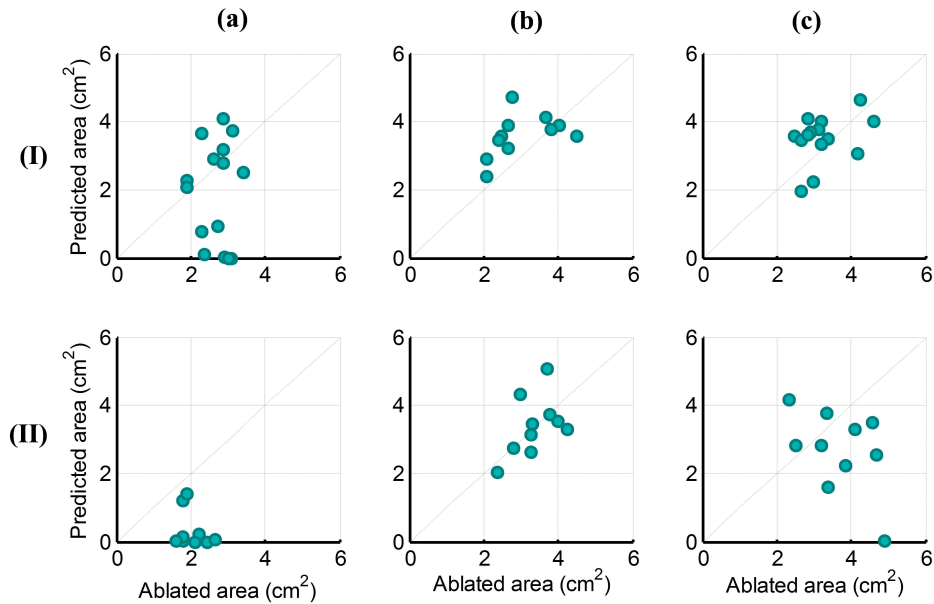 (a) (b) (c)
(I)
Predicted area (cm²)
6 6 6
4 4 4
2 2 2
0 0 0
0 2 4 6 0 2 4 6 0 2 4 6
(II)
Predicted area (cm²)
6 6 6
4 4 4
2 2 2
0 0 0
0 2 4 6 0 2 4 6 0 2 4 6
Ablated area (cm²) Ablated area (cm²) Ablated area (cm²)